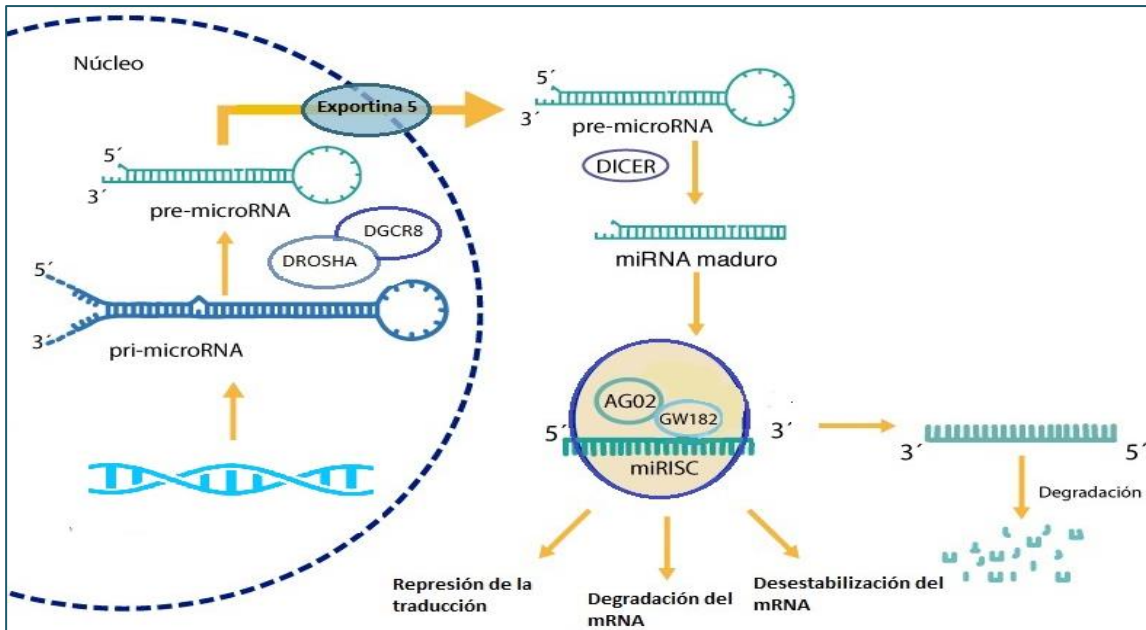 Núcleo
5´
3´
Exportina 5
pre-microRNA
5´
3´
pre-microRNA
DICER
DGCR8
DROSHA
miRNA maduro
5´
3´
pri-microRNA
AG02
GW182
5´
3´
miRISC
3´
5´
Degradación
Represión de la
traducción
Degradación del
mRNA
Desestabilización del
mRNA